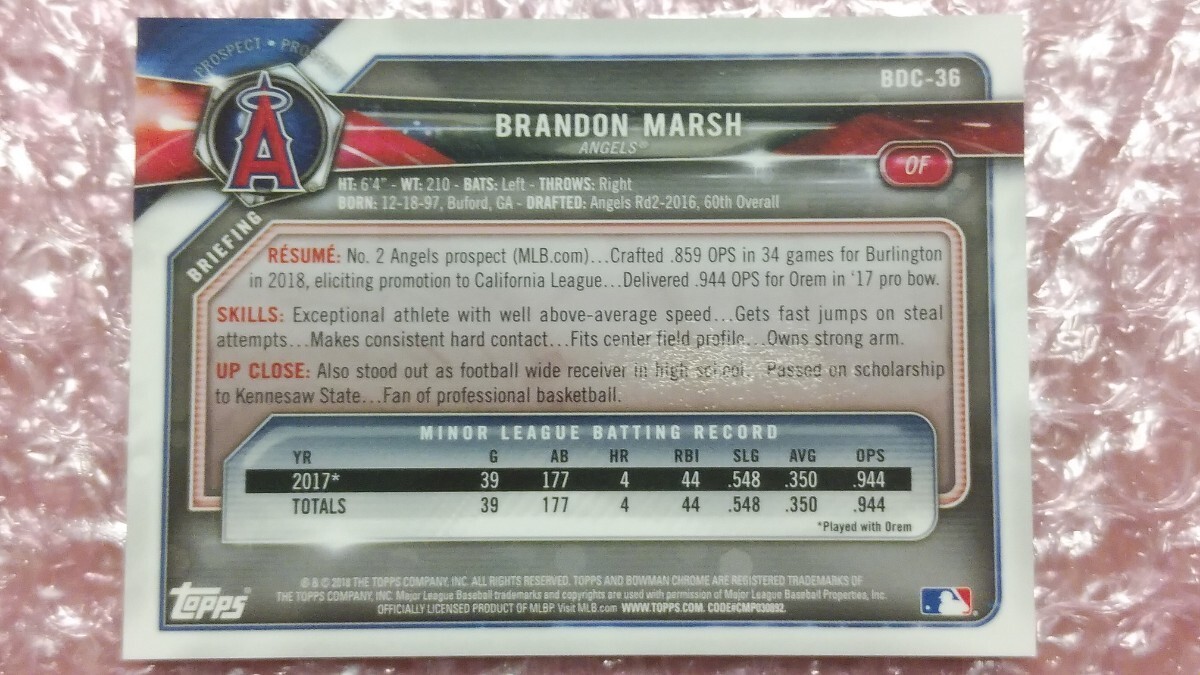 PROSPECT • PROSPECT
BDC-36
A
BRANDON MARSH
ANGELS®
OF
HT: 6'4" - WT: 210 - BATS: Left - THROWS: Right
BORN: 12-18-97, Buford, GA - DRAFTED: Angels Rd2-2016, 60th Overall
BRIEFING
RÉSUMÉ: No. 2 Angels prospect (MLB.com)...Crafted .859 OPS in 34 games for Burlington
in 2018, eliciting promotion to California League...Delivered .944 OPS for Orem in '17 pro bow.
SKILLS: Exceptional athlete with well above-average speed...Gets fast jumps on steal
attempts...Makes consistent hard contact...Fits center field profile...Owns strong arm.
UP CLOSE: Also stood out as football wide receiver in high school... Passed on scholarship
to Kennesaw State...Fan of professional basketball.
MINOR LEAGUE BATTING RECORD
YR G AB HR RBI SLG AVG OPS
2017* 39 177 4 44 .548 .350 .944
TOTALS 39 177 4 44 .548 .350 .944
*Played with Orem
® & © 2018 THE TOPPS COMPANY, INC. ALL RIGHTS RESERVED. TOPPS AND BOWMAN CHROME ARE REGISTERED TRADEMARKS OF
THE TOPPS COMPANY, INC. Major League Baseball trademarks and copyrights are used with permission of Major League Baseball Properties, Inc.
OFFICIALLY LICENSED PRODUCT OF MLBP. Visit MLB.com WWW.TOPPS.COM. CODE#CMP030892.
topps®